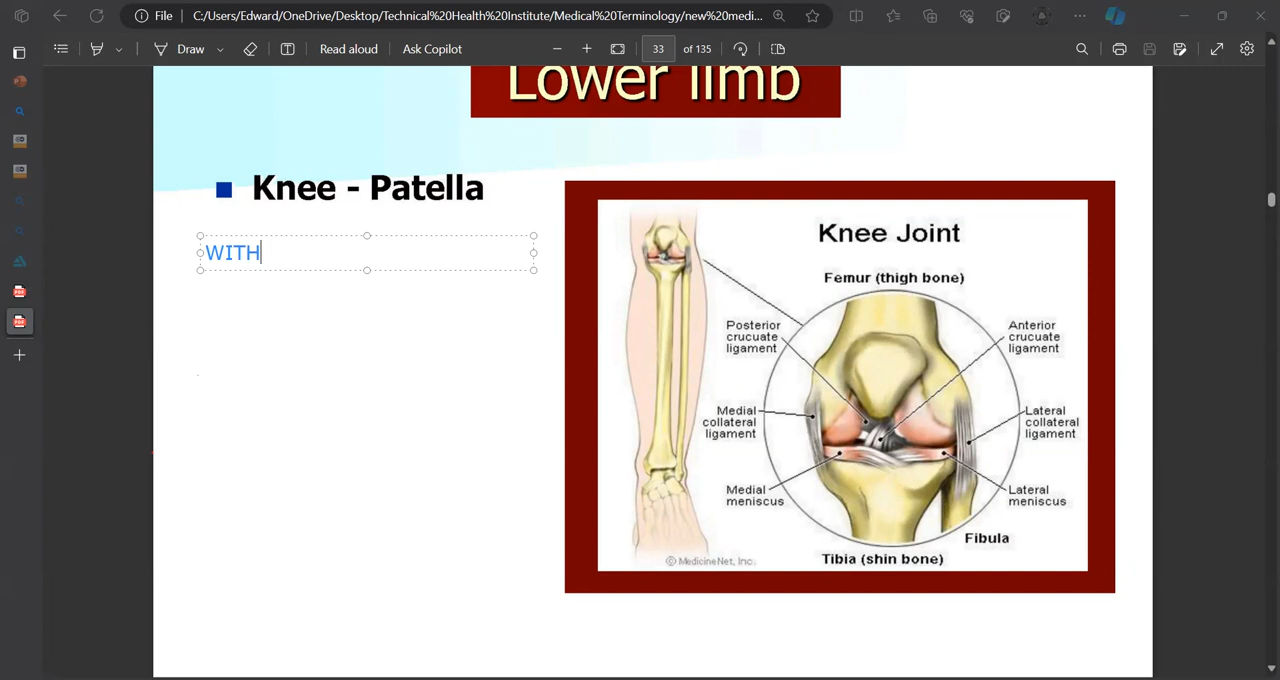 File
C:/Users/Edward/OneDrive/Desktop/Technical%20Health%20Institute/Medical%20Terminology/new%20medi...
Draw
Read aloud
Ask Copilot
33
of 135
Lower limb
Knee - Patella
WITH
Knee Joint
Femur (thigh bone)
Posterior
crucuate
ligament
Anterior
crucuate
ligament
Medial
collateral
ligament
Lateral
collateral
ligament
Medial
meniscus
Lateral
meniscus
Fibula
Tibia (shin bone)
© MedicineNet, Inc.